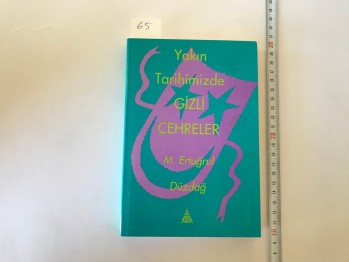 65
Yakın
Tarihimizde
GİZLİ
ÇEHRELER
M. Ertuğrul
Düzdağ